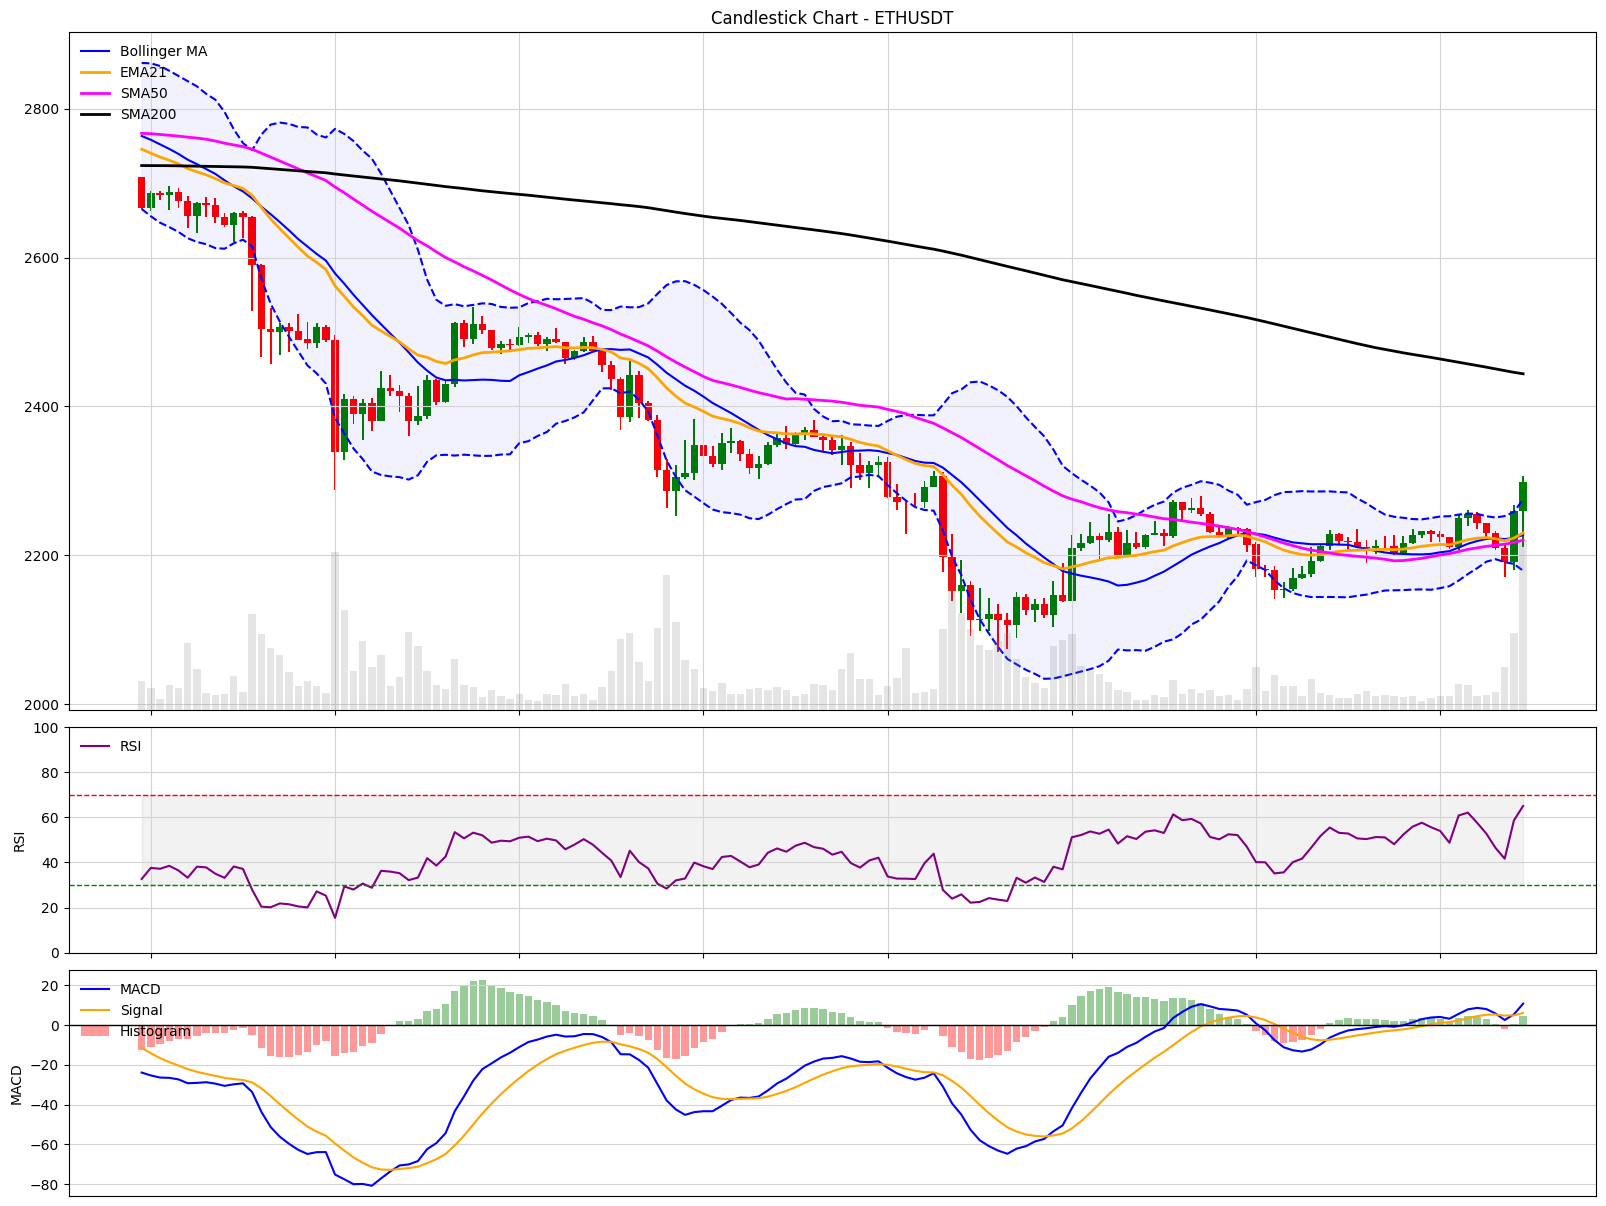 Candlestick Chart - ETHUSDT
Bollinger MA
EMA21
SMA50
SMA200
2800
2600
2400
2200
2000
100
80
60
40
20
0
RSI
RSI
20
0
−20
−40
−60
−80
MACD
MACD
Signal
Histogram